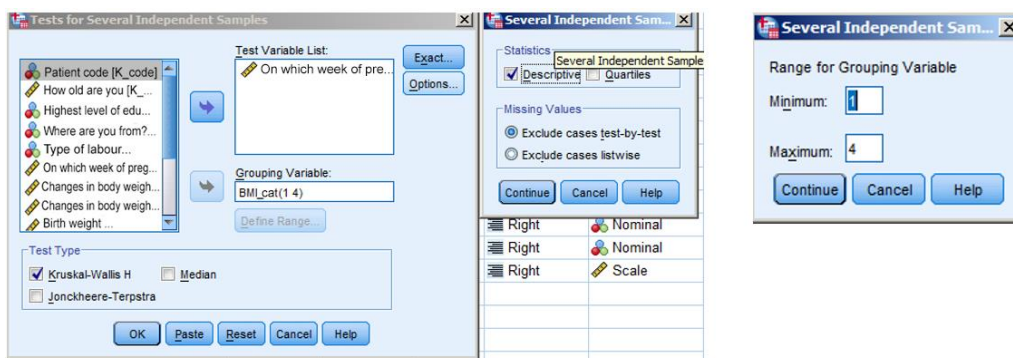 Tests for Several Independent Samples
Patient code [K_code]
How old are you [K_...
Highest level of edu...
Where are you from?...
Type of labour...
On which week of preg...
Changes in body weigh...
Changes in body weigh...
Birth weight ...
Test Variable List:
On which week of pre...
Grouping Variable:
BMI_cat(1 4)
Define Range...
Exact...
Options...
Test Type
Kruskal-Wallis H
Median
Jonckheere-Terpstra
OK
Paste
Reset
Cancel
Help
Several Independent Sam...
Statistics
Several Independent Sample
Descriptive
Quartiles
Missing Values
Exclude cases test-by-test
Exclude cases listwise
Continue
Cancel
Help
Right
Nominal
Right
Nominal
Right
Scale
Several Independent Sam...
Range for Grouping Variable
Minimum:
1
Maximum:
4
Continue
Cancel
Help